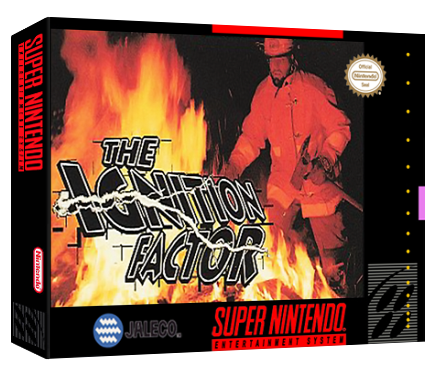 SUPER NINTENDO
Nintendo
Official
Nintendo
Seal
THE
IGNITION
FACTOR
JALECO
SUPER NINTENDO
ENTERTAINMENT SYSTEM